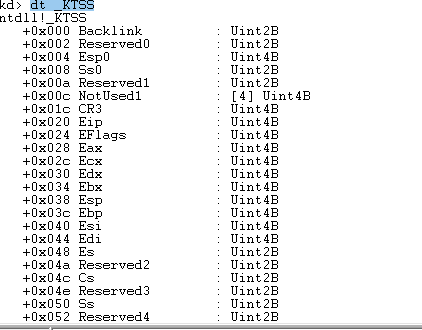 kd> dt _KTSS
ntdll!_KTSS
+0x000 Backlink : Uint2B
+0x002 Reserved0 : Uint2B
+0x004 Esp0 : Uint4B
+0x008 Ss0 : Uint2B
+0x00a Reserved1 : Uint2B
+0x00c NotUsed1 : [4] Uint4B
+0x01c CR3 : Uint4B
+0x020 Eip : Uint4B
+0x024 EFlags : Uint4B
+0x028 Eax : Uint4B
+0x02c Ecx : Uint4B
+0x030 Edx : Uint4B
+0x034 Ebx : Uint4B
+0x038 Esp : Uint4B
+0x03c Ebp : Uint4B
+0x040 Esi : Uint4B
+0x044 Edi : Uint4B
+0x048 Es : Uint2B
+0x04a Reserved2 : Uint2B
+0x04c Cs : Uint2B
+0x04e Reserved3 : Uint2B
+0x050 Ss : Uint2B
+0x052 Reserved4 : Uint2B